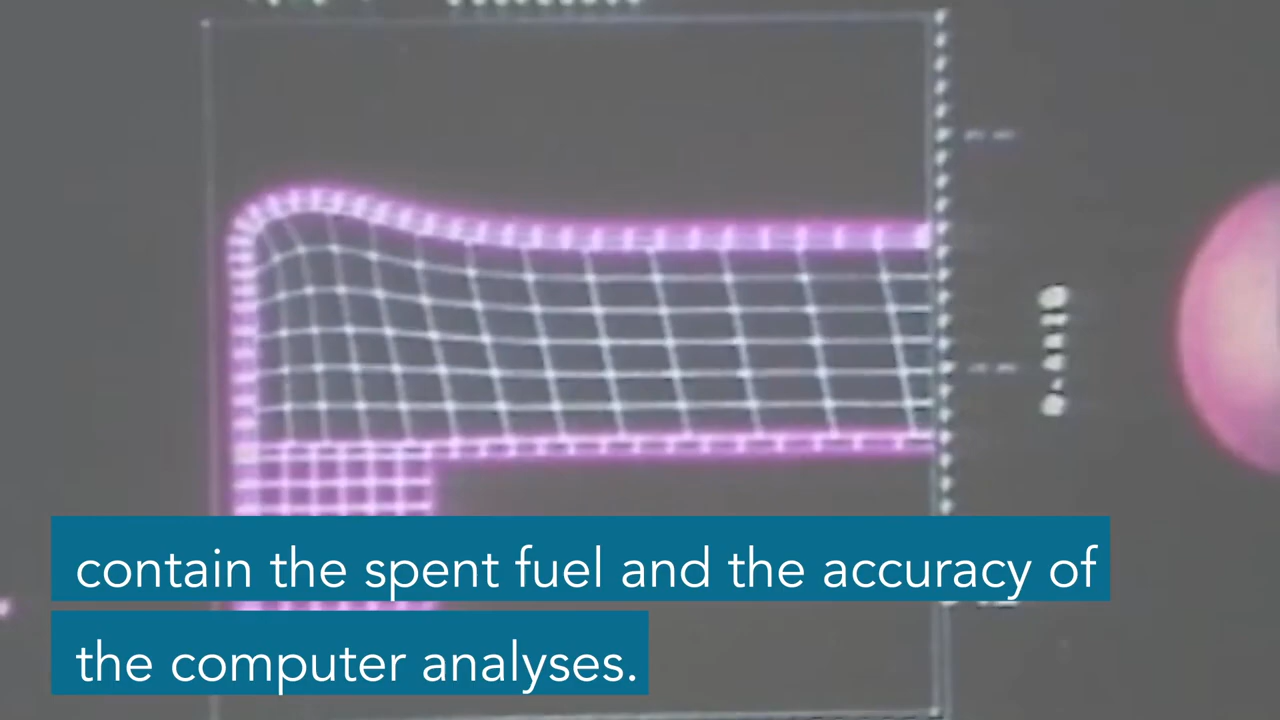 contain the spent fuel and the accuracy of
the computer analyses.